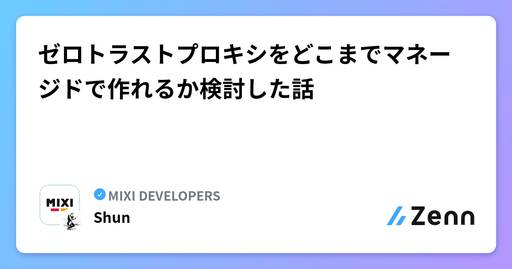 ゼロトラストプロキシをどこまでマネー
ジドで作れるか検討した話
MIXI
MIXI DEVELOPERS
Shun
Zenn